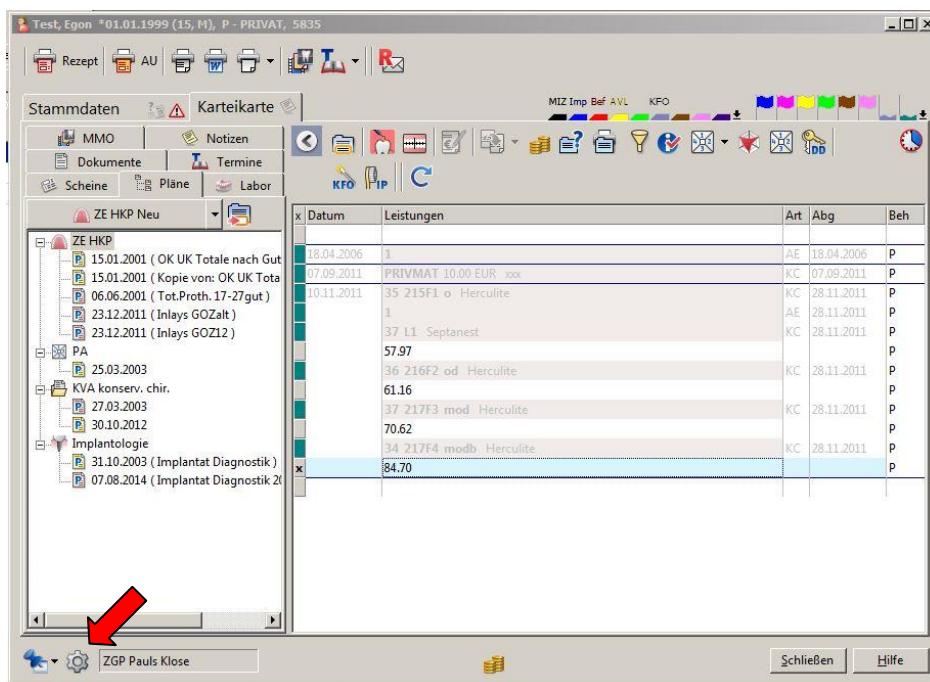 Test, Egon *01.01.1999 (15, M), P - PRIVAT, 5835
Rezept AU
Stammdaten Karteikarte
MIZ Imp Bef AVL KFO
MMO Notizen
Dokumente Termine
Scheine Pläne Labor
KFO IP DD
ZE HKP Neu
x Datum Leistungen Art Abg Beh
ZE HKP
15.01.2001 ( OK UK Totale nach Gut
15.01.2001 ( Kopie von: OK UK Tota
06.06.2001 ( Tot.Proth. 17-27gut )
23.12.2011 ( Inlays GOZalt )
23.12.2011 ( Inlays GOZ12 )
PA
25.03.2003
KVA konserv. chir.
27.03.2003
30.10.2012
Implantologie
31.10.2003 ( Implantat Diagnostik )
07.08.2014 ( Implantat Diagnostik 20
18.04.2006 1 AE 18.04.2006 P
07.09.2011 PRIVMAT 10.00 EUR xxx KC 07.09.2011 P
10.11.2011 35 215F1 o Herculite KC 28.11.2011 P
1 AE 28.11.2011 P
37 L1 Septanest KC 28.11.2011 P
57.97 P
36 216F2 od Herculite KC 28.11.2011 P
61.16 P
37 217F3 mod Herculite KC 28.11.2011 P
70.62 P
34 217F4 modb Herculite KC 28.11.2011 P
x 84.70 P
ZGP Pauls Klose
Schließen Hilfe